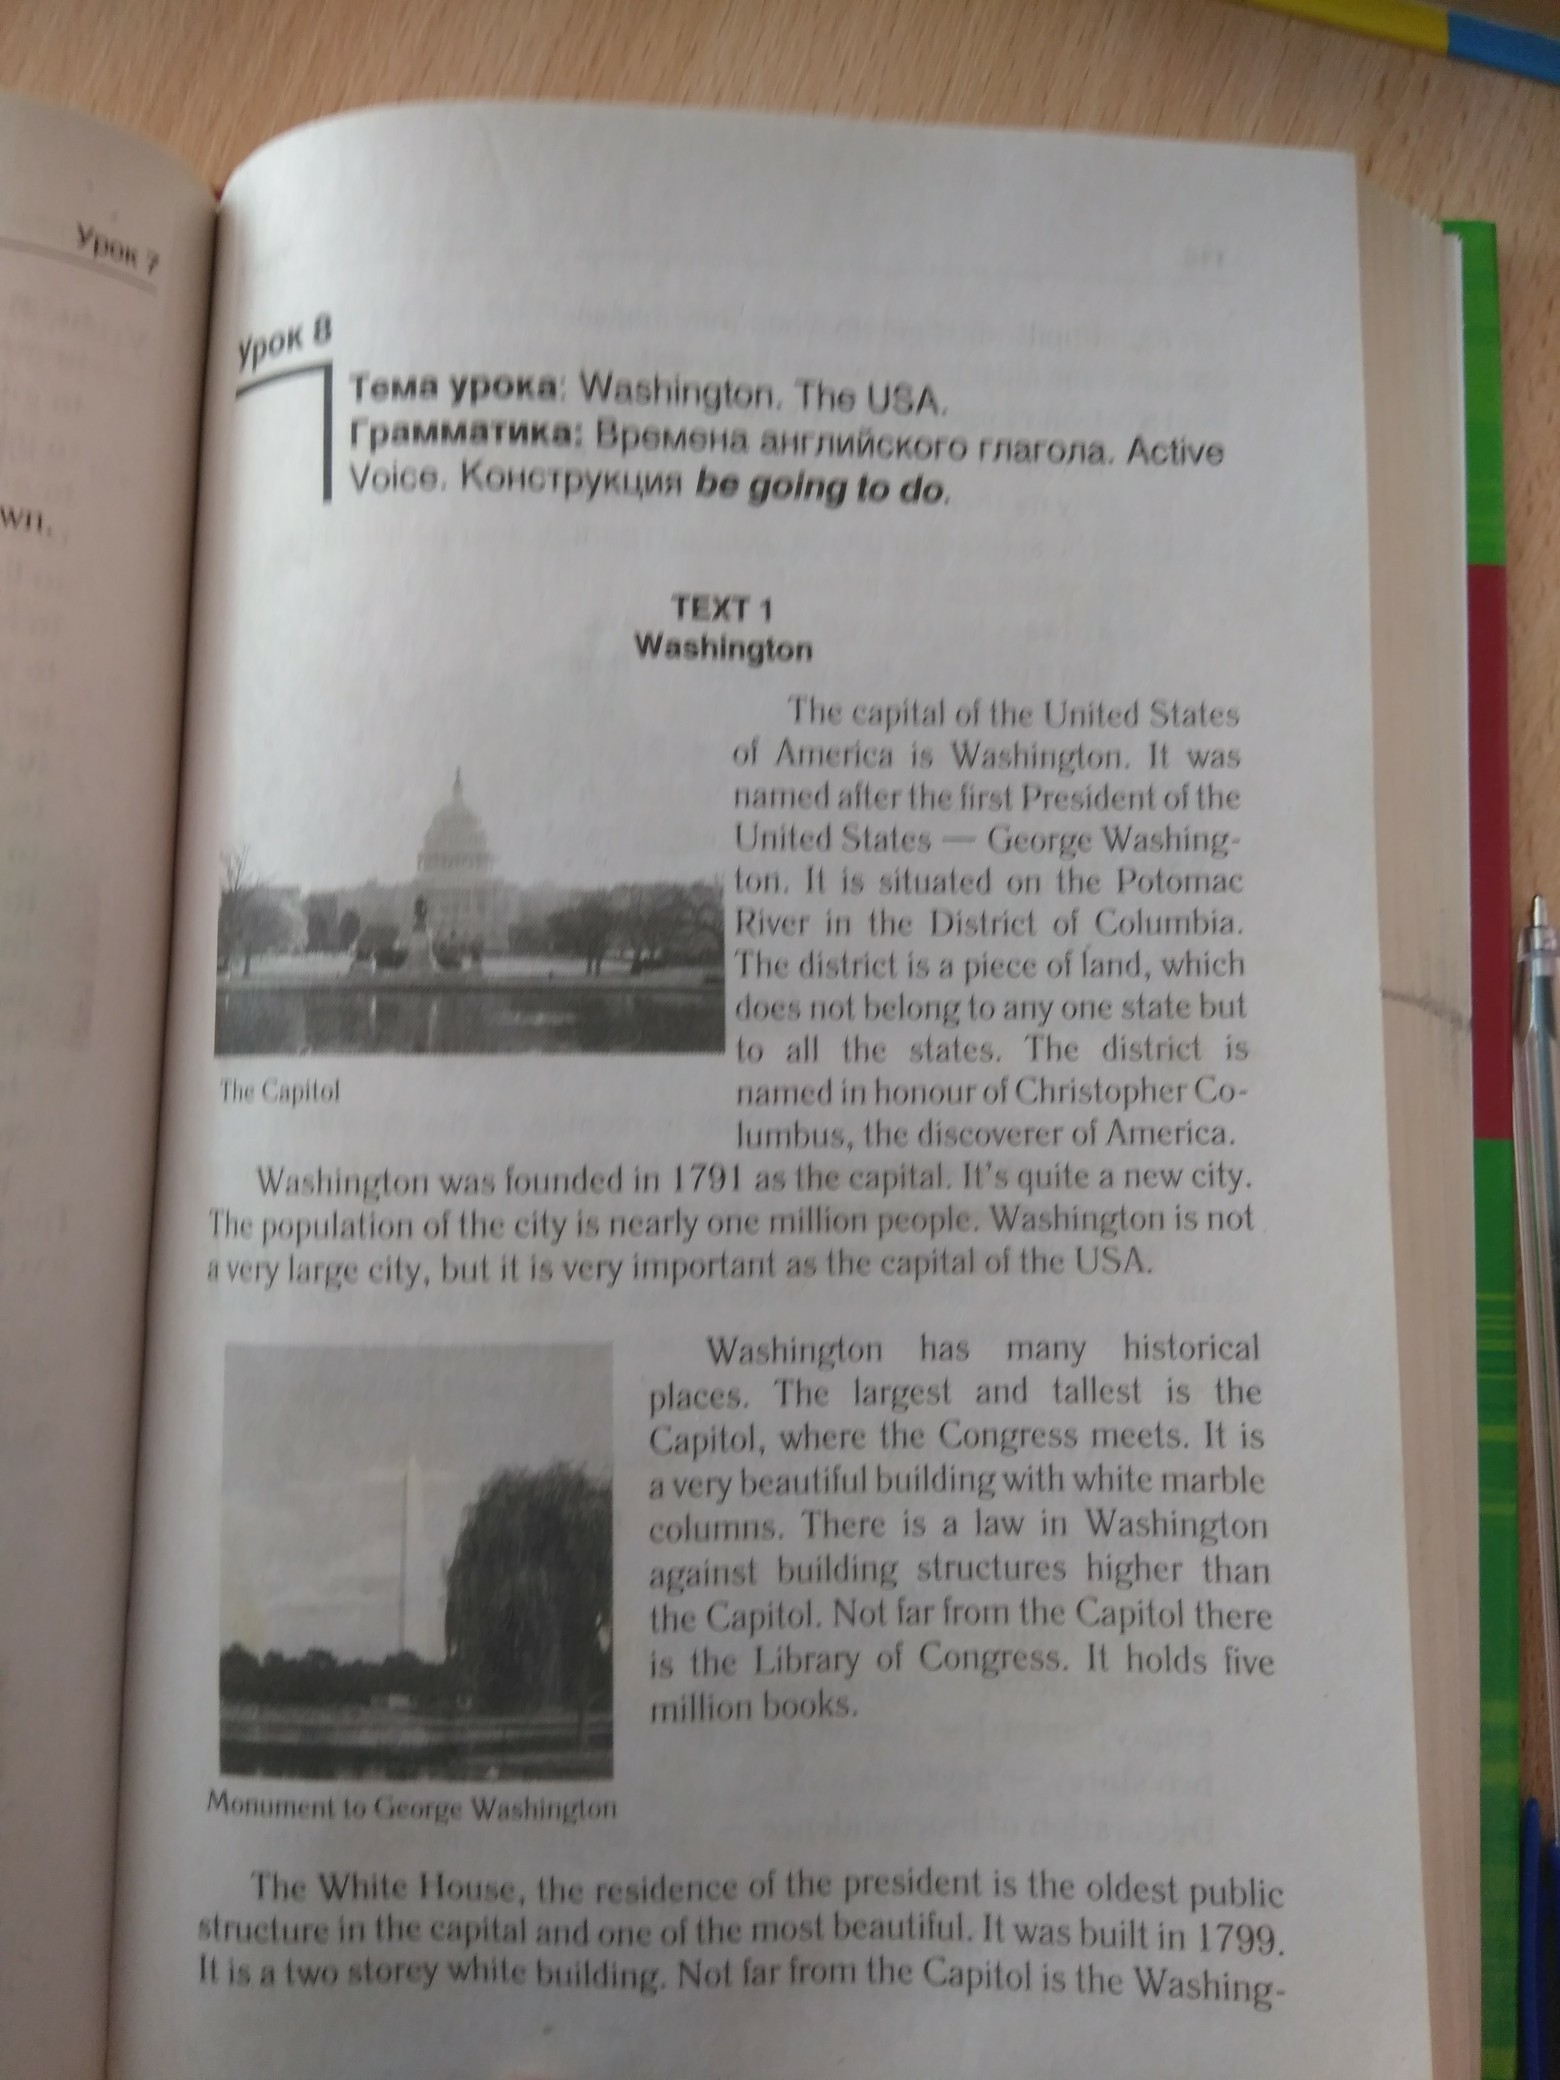 Урок 7
wn.
Урок 8
Тема урока: Washington. The USA.
Грамматика: Времена английского глагола. Active
Voice. Конструкция be going to do.
TEXT 1
Washington
The capital of the United States
of America is Washington. It was
named after the first President of the
United States — George Washing-
ton. It is situated on the Potomac
River in the District of Columbia.
The district is a piece of land, which
does not belong to any one state but
to all the states. The district is
named in honour of Christopher Co-
lumbus, the discoverer of America.
The Capitol
Washington was founded in 1791 as the capital. It's quite a new city.
The population of the city is nearly one million people. Washington is not
a very large city, but it is very important as the capital of the USA.
Washington has many historical
places. The largest and tallest is the
Capitol, where the Congress meets. It is
a very beautiful building with white marble
columns. There is a law in Washington
against building structures higher than
the Capitol. Not far from the Capitol there
is the Library of Congress. It holds five
million books.
Monument to George Washington
The White House, the residence of the president is the oldest public
structure in the capital and one of the most beautiful. It was built in 1799.
It is a two storey white building. Not far from the Capitol is the Washing-